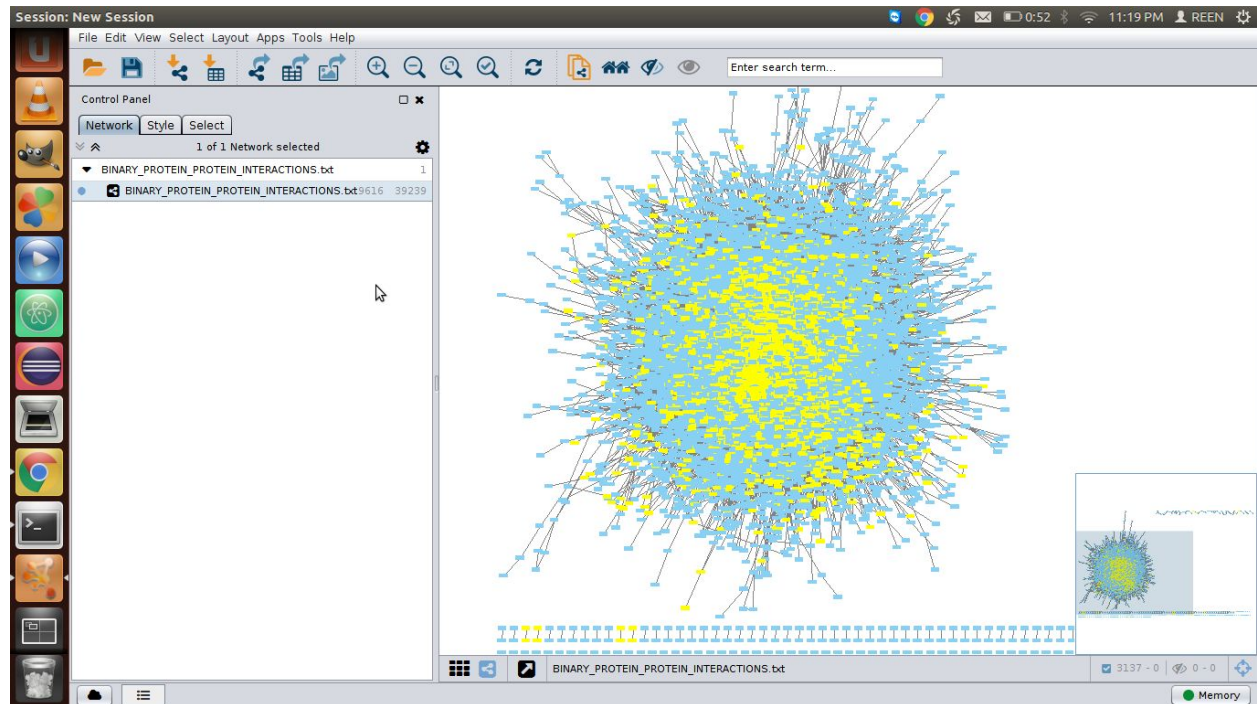 Session: New Session
0:52 11:19 PM REEN
File Edit View Select Layout Apps Tools Help
Enter search term...
Control Panel
Network Style Select
1 of 1 Network selected
BINARY_PROTEIN_PROTEIN_INTERACTIONS.txt 1
BINARY_PROTEIN_PROTEIN_INTERACTIONS.txt 9616 39239
BINARY_PROTEIN_PROTEIN_INTERACTIONS.txt
3137 - 0 0 - 0
Memory